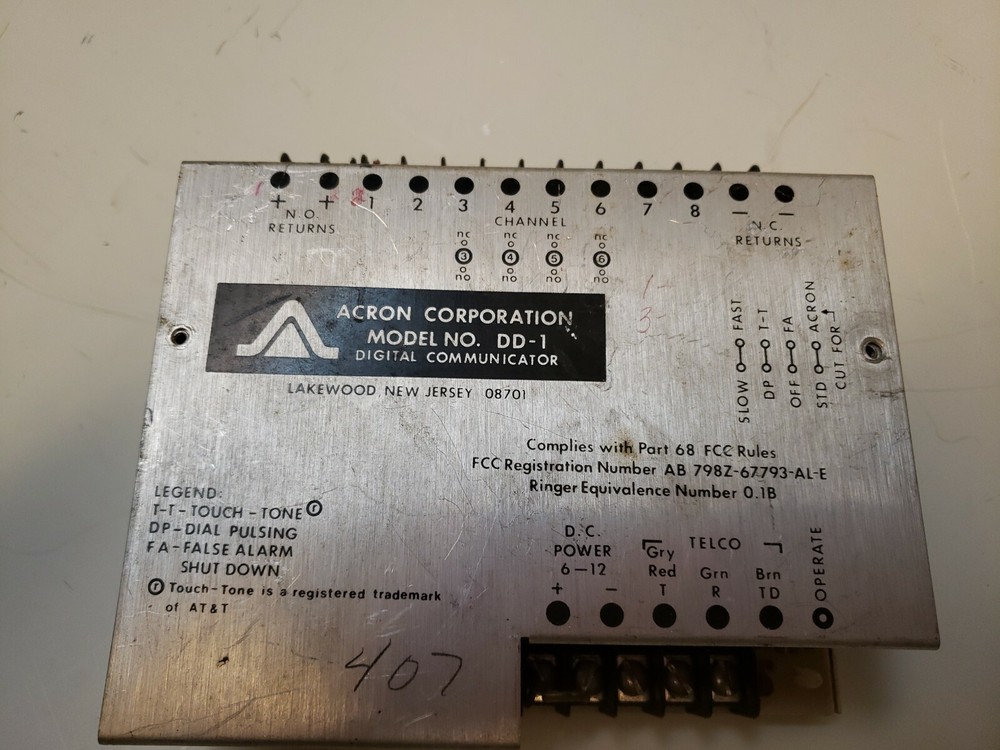 + + 1 2 3 4 5 6 7 8 – –
N.O.
RETURNS
CHANNEL
N.C.
RETURNS
nc nc nc nc
3 4 5 6
no no no no
1-
3-
ACRON CORPORATION
MODEL NO. DD-1
DIGITAL COMMUNICATOR
LAKEWOOD, NEW JERSEY 08701
SLOW FAST
DP T-T
OFF FA
STD ACRON
CUT FOR
Complies with Part 68 FCC Rules
FCC Registration Number AB 798Z-67793-AL-E
Ringer Equivalence Number 0.1B
LEGEND:
T-T-TOUCH-TONE r
DP-DIAL PULSING
FA-FALSE ALARM
SHUT DOWN
r Touch-Tone is a registered trademark
of AT&T
D.C.
POWER
6-12
+ –
TELCO
Gry
Red Grn Brn
T R TD
OPERATE
407